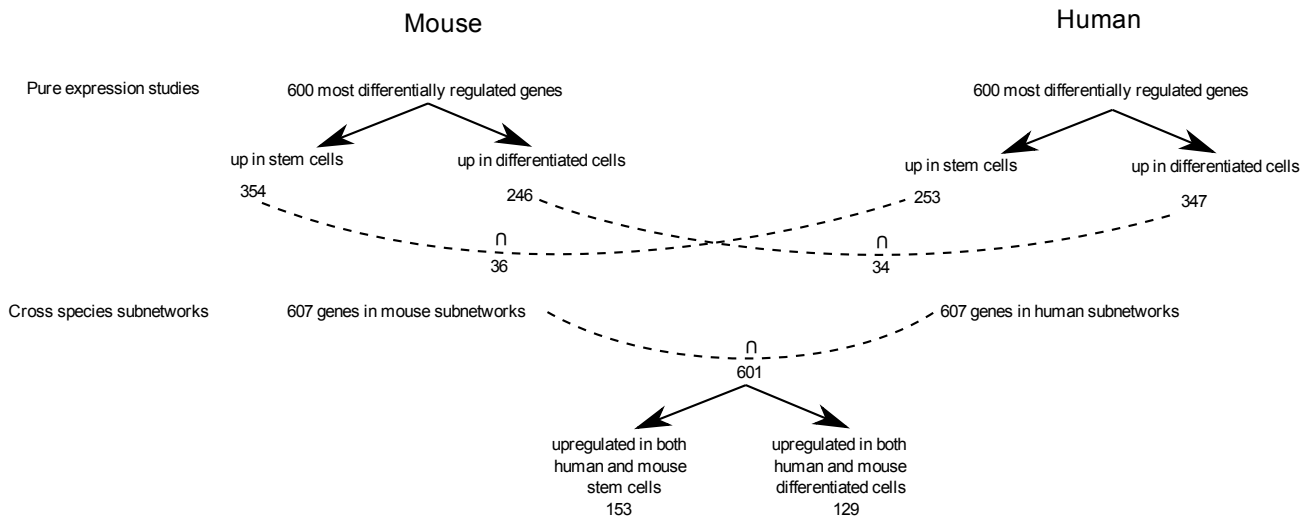 Mouse
Human
Pure expression studies
600 most differentially regulated genes
600 most differentially regulated genes
up in stem cells
up in differentiated cells
up in stem cells
up in differentiated cells
354
246
253
347
∩
36
∩
34
Cross species subnetworks
607 genes in mouse subnetworks
607 genes in human subnetworks
∩
601
upregulated in both
human and mouse
stem cells
153
upregulated in both
human and mouse
differentiated cells
129